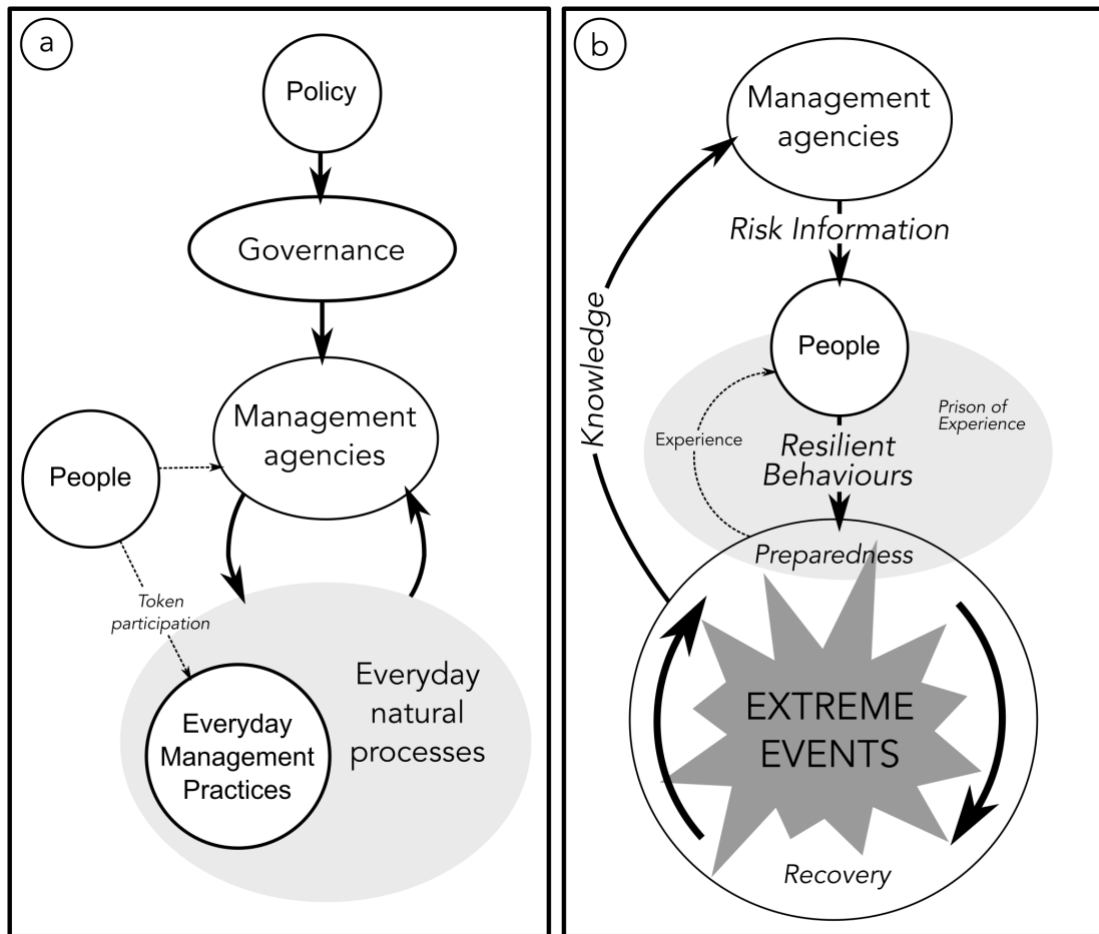 a
Policy
Governance
Management
agencies
People
Token
participation
Everyday
natural
processes
Everyday
Management
Practices
b
Management
agencies
Risk Information
Knowledge
People
Prison of
Experience
Experience
Resilient
Behaviours
Preparedness
EXTREME
EVENTS
Recovery